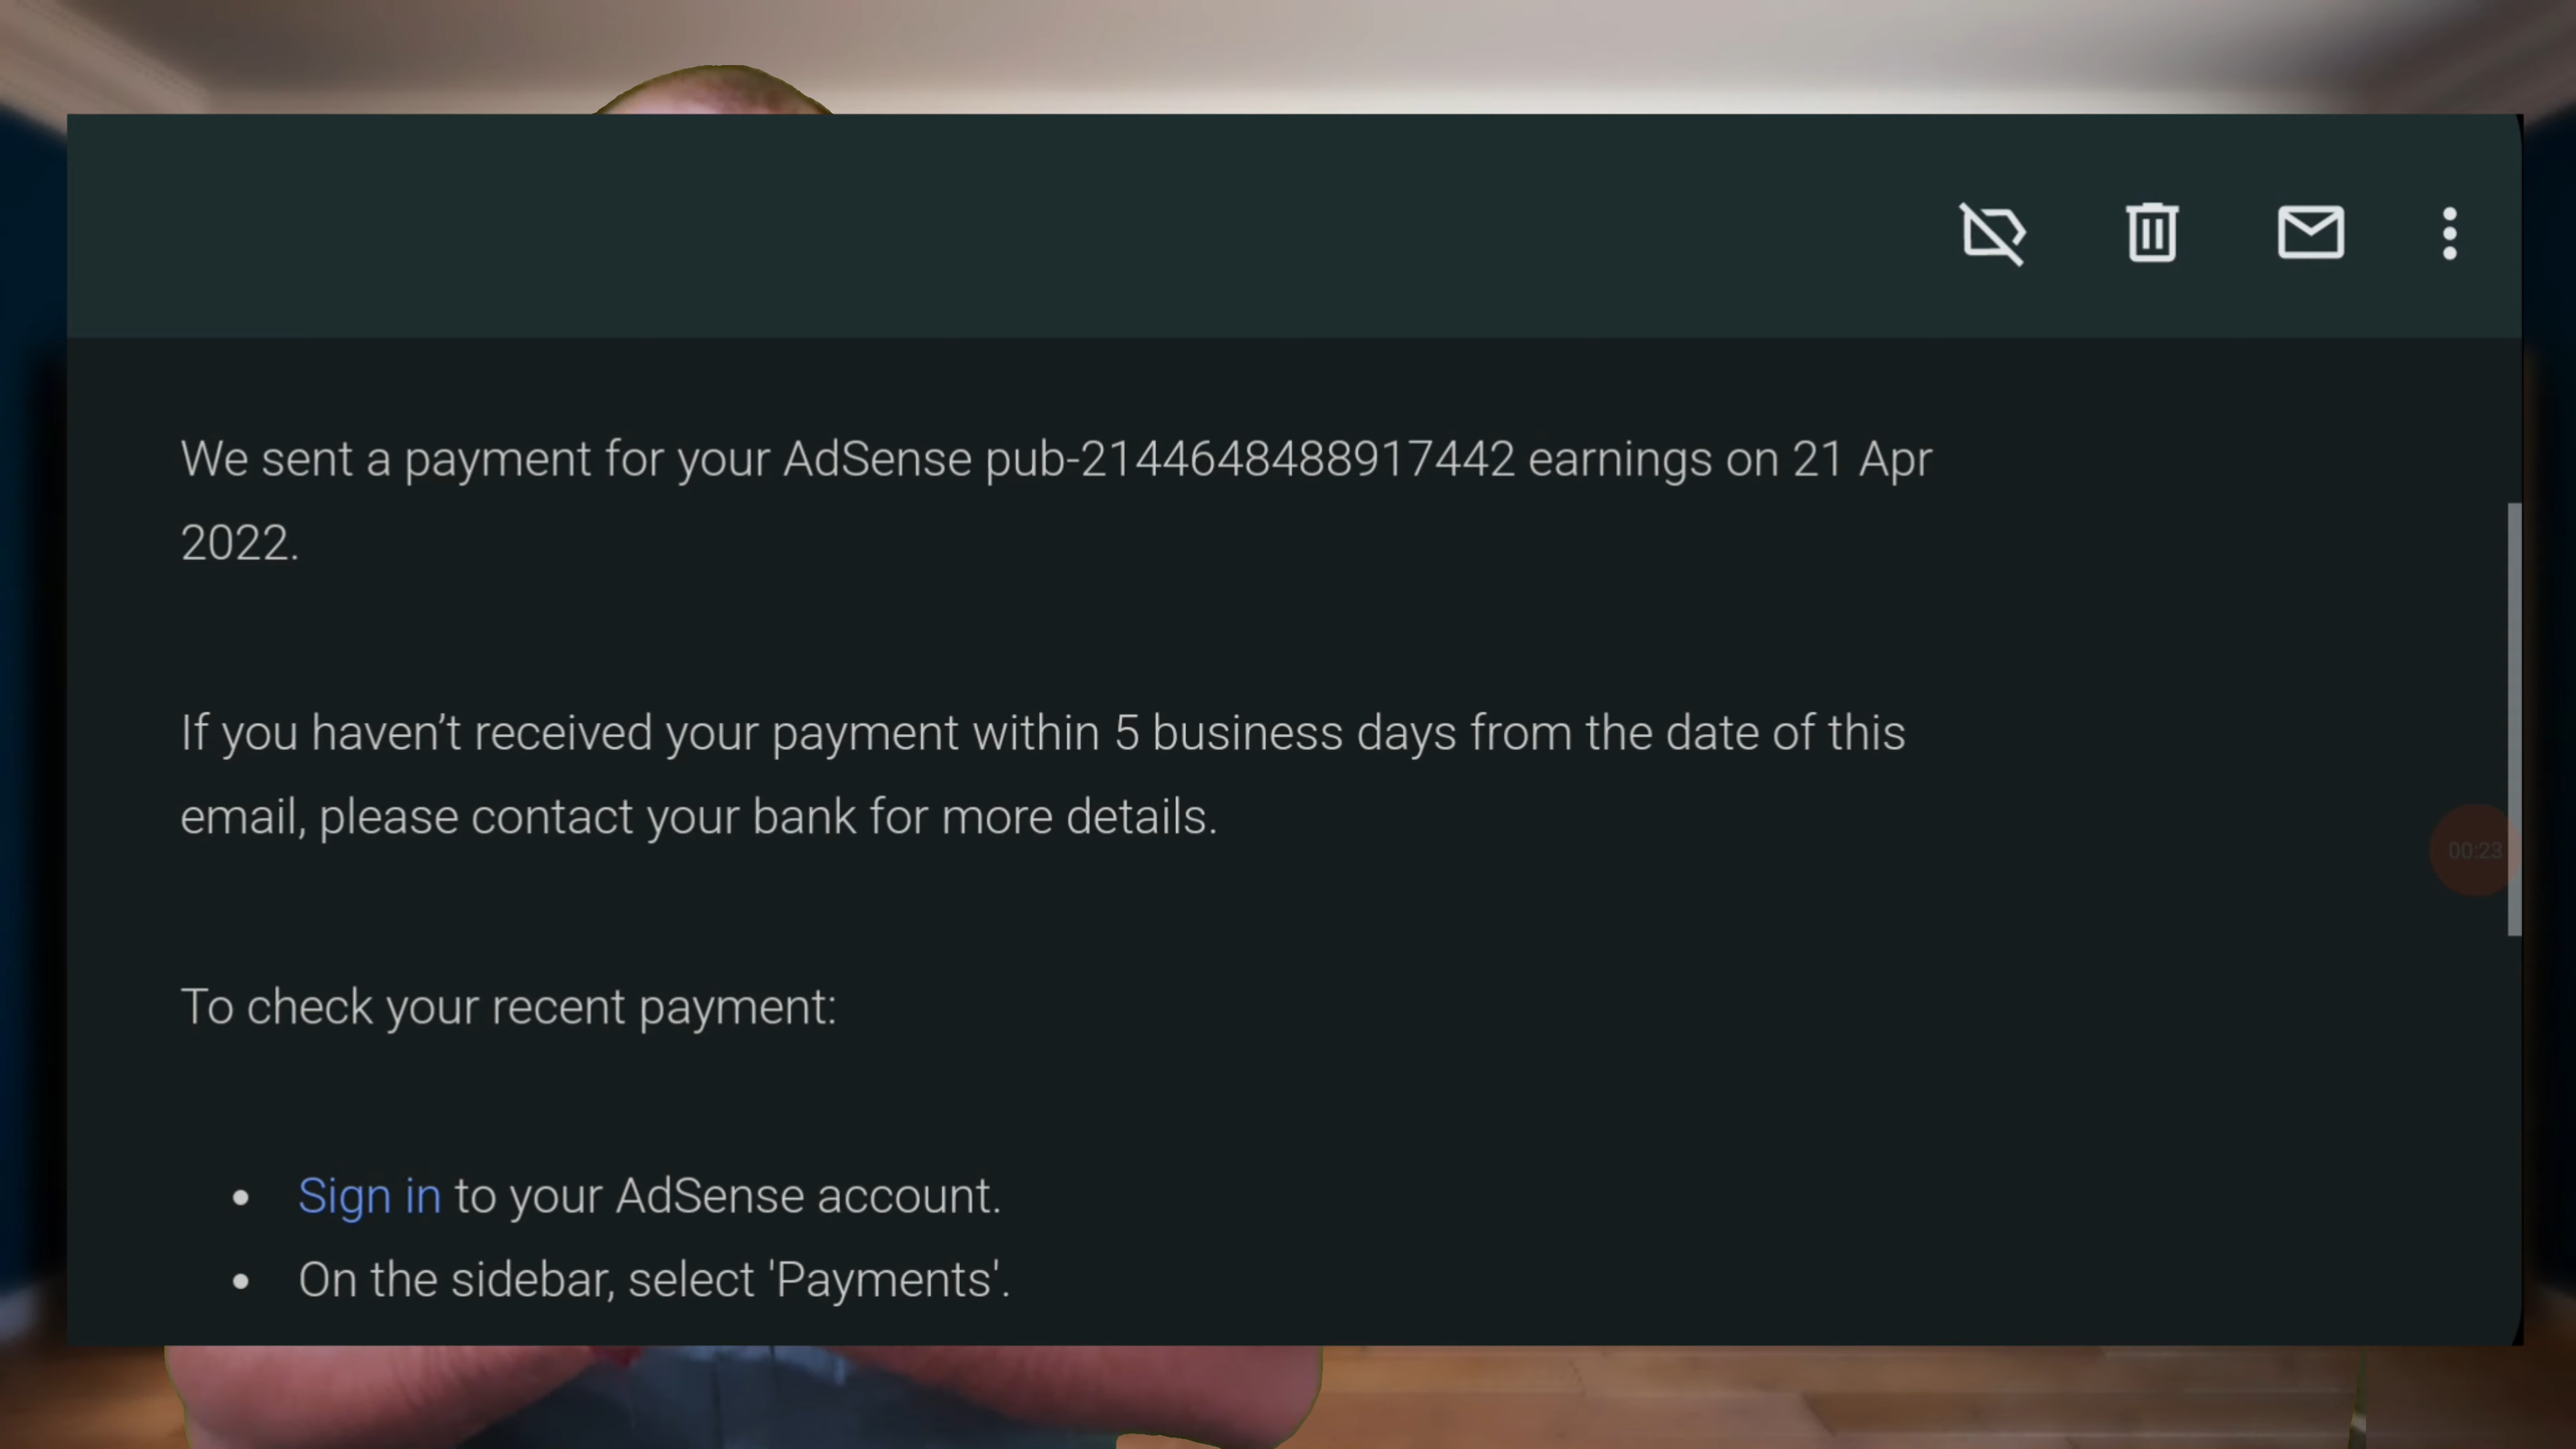 We sent a payment for your AdSense pub-2144648488917442 earnings on 21 Apr
2022.
If you haven’t received your payment within 5 business days from the date of this
email, please contact your bank for more details.
00:23
To check your recent payment:
Sign in to your AdSense account.
On the sidebar, select 'Payments'.